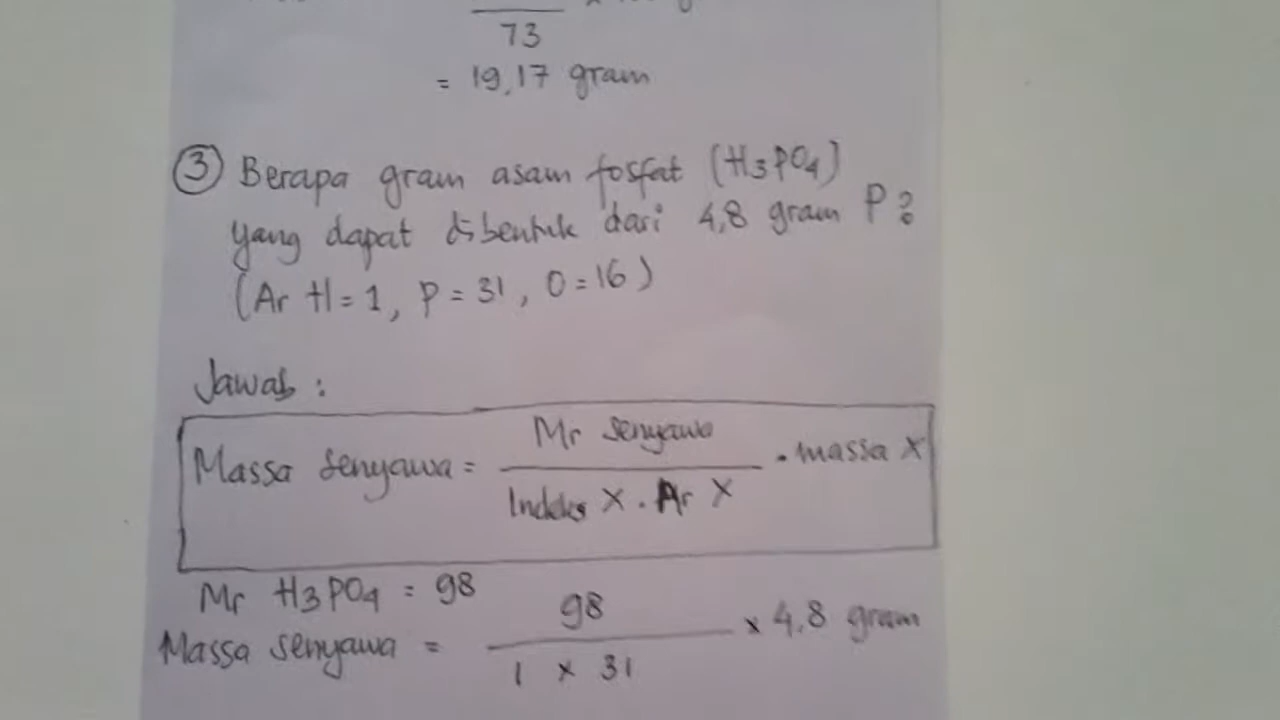 73
= 19,17 gram
③ Berapa gram asam fosfat (H3PO4)
yang dapat dibentuk dari 4,8 gram P?
(Ar H = 1, P = 31, O = 16)
Jawab :
Massa senyawa = Mr senyawa
Indeks X . Ar X
. massa X
Mr H3PO4 = 98
Massa senyawa = 98
1 x 31
x 4,8 gram